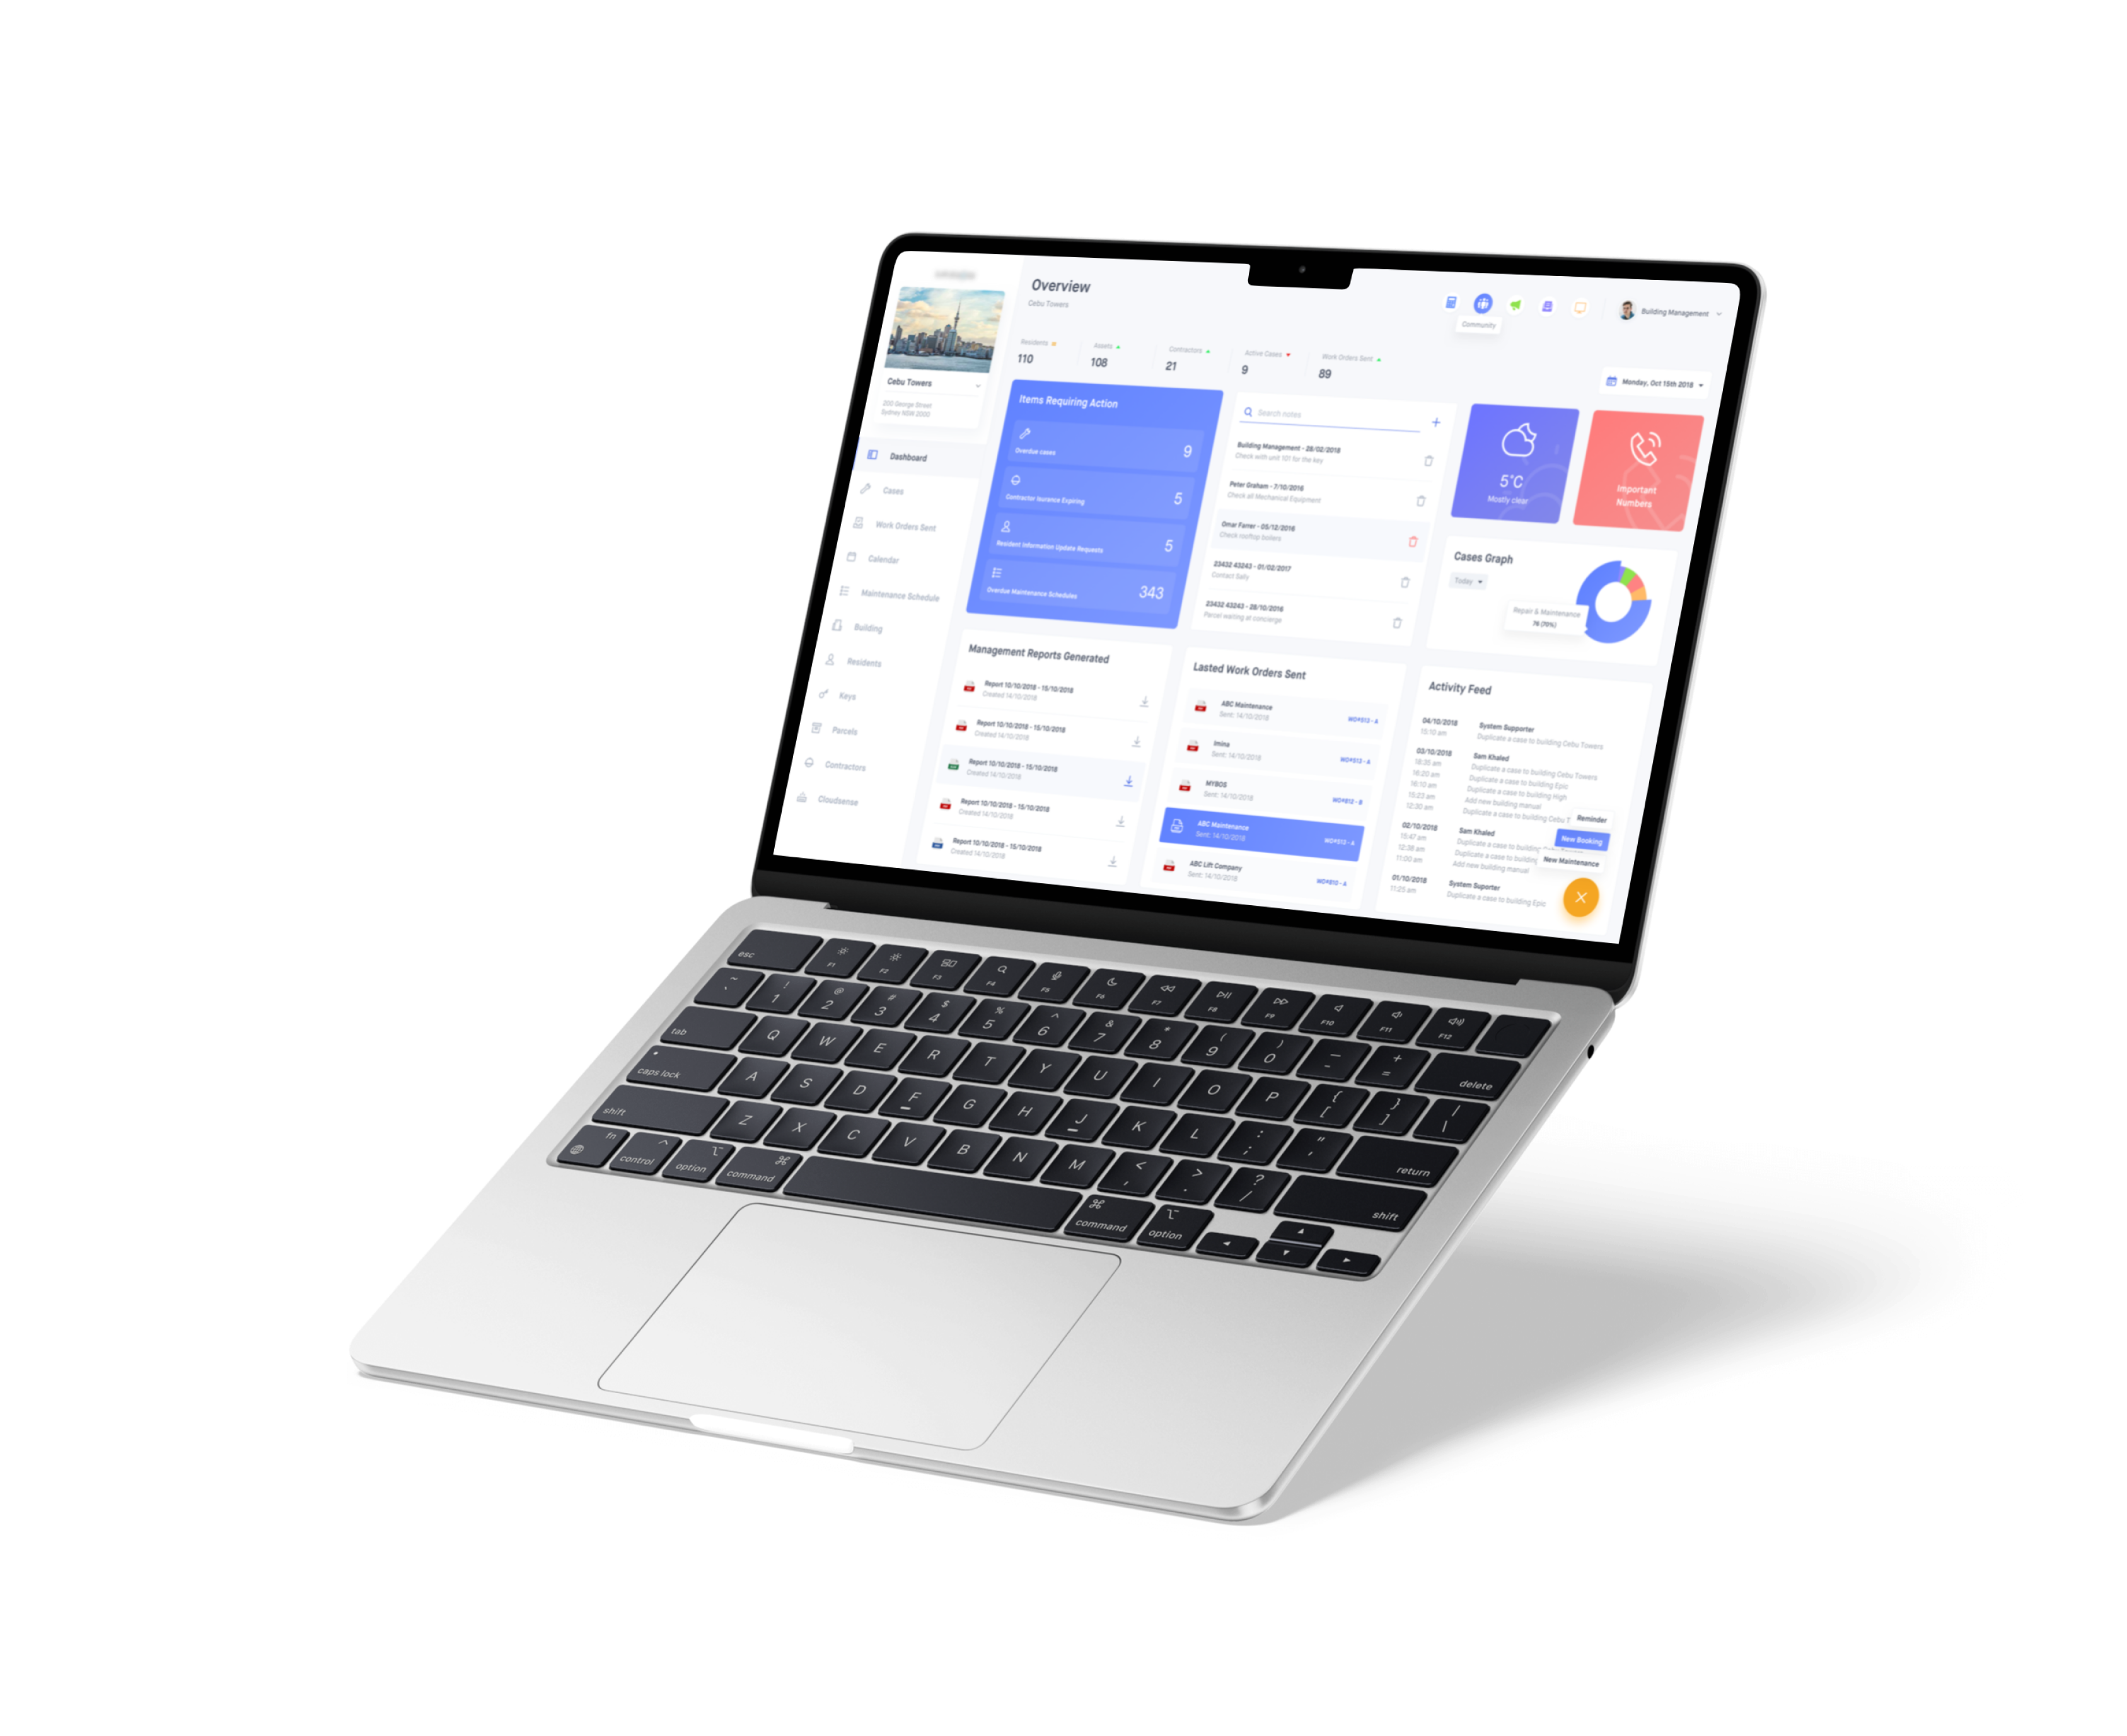 Overview
Cebu Towers
Community
Building Management
Residents
110
Assets
108
Contractors
21
Active Cases
9
Work Orders Sent
89
Monday, Oct 15th 2018
Cebu Towers
200 George Street
Sydney NSW 2000
Dashboard
Cases
Work Orders Sent
Calendar
Maintenance Schedule
Building
Residents
Keys
Parcels
Contractors
Cloudsense
Items Requiring Action
Overdue cases
9
Contractor Isurance Expiring
5
Resident Information Update Requests
5
Overdue Maintenance Schedules
343
Search notes
Building Management - 28/02/2018
Check with unit 101 for the key
Peter Graham - 7/10/2016
Check all Mechanical Equipment
Omar Farrer - 05/12/2016
Check rooftop boilers
23432 43243 - 01/02/2017
Contact Sally
23432 43243 - 28/10/2016
Parcel waiting at concierge
5°C
Mostly clear
Important
Numbers
Cases Graph
Today
Repair & Maintenance
76 (70%)
Management Reports Generated
Report 10/10/2018 - 15/10/2018
Created 14/10/2018
Report 10/10/2018 - 15/10/2018
Created 14/10/2018
Report 10/10/2018 - 15/10/2018
Created 14/10/2018
Report 10/10/2018 - 15/10/2018
Created 14/10/2018
Report 10/10/2018 - 15/10/2018
Created 14/10/2018
Lasted Work Orders Sent
ABC Maintenance
Sent: 14/10/2018
Imina
Sent: 14/10/2018
MYBOS
Sent: 14/10/2018
ABC Maintenance
Sent: 14/10/2018
ABC Lift Company
Sent: 14/10/2018
Activity Feed
04/10/2018 System Supporter
15:10 am Duplicate a case to building Cebu Towers
03/10/2018 Sam Khaled
18:35 am Duplicate a case to building Cebu Towers
16:20 am Duplicate a case to building Epic
16:10 am Duplicate a case to building High
15:23 am Add new building manual
12:30 am Duplicate a case to building Cebu T
02/10/2018 Sam Khaled
15:47 am Duplicate a case to building
12:38 am Duplicate a case to building
11:00 am Add new building manual
01/10/2018 System Suporter
11:23 am Duplicate a case to building Epic
Reminder
New Booking
New Maintenance
esc F1 F2 F3 F4 F5 F6 F7 F8 F9 F10 F11 F12
~ ! @ # $ % ^ & * ( ) — +
` 1 2 3 4 5 6 7 8 9 0 - = delete
tab Q W E R T Y U I O P { [ } ] | \
caps lock A S D F G H J K L : ; " ' return
shift Z X C V B N M < , > . ? / shift
fn control option command command option